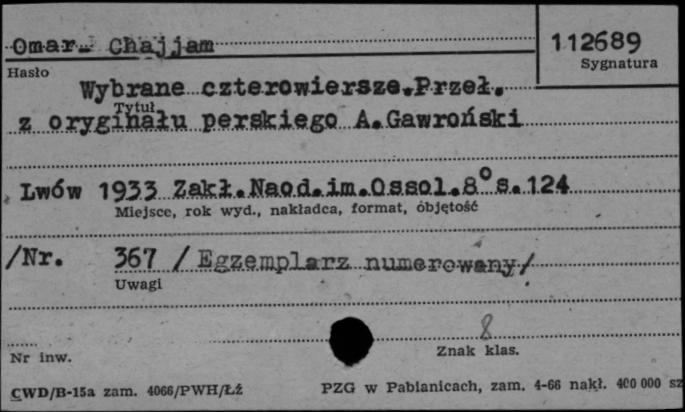 Omar- Chajjam
112689
Hasło
Sygnatura
Wybrane czterowiersze.Przeł.
Tytuł
z oryginału perskiego A.Gawroński
Lwów 1933 Zakł.Naod.im.Ossol.8° s.124
Miejsce, rok wyd., nakładca, format, objętość
/Nr. 367 / Egzemplarz numerowany/
Uwagi
8
Nr inw.
Znak klas.
CWD/B-15a zam. 4066/PWH/Łź
PZG w Pabianicach, zam. 4-66 nakł. 400 000 sz